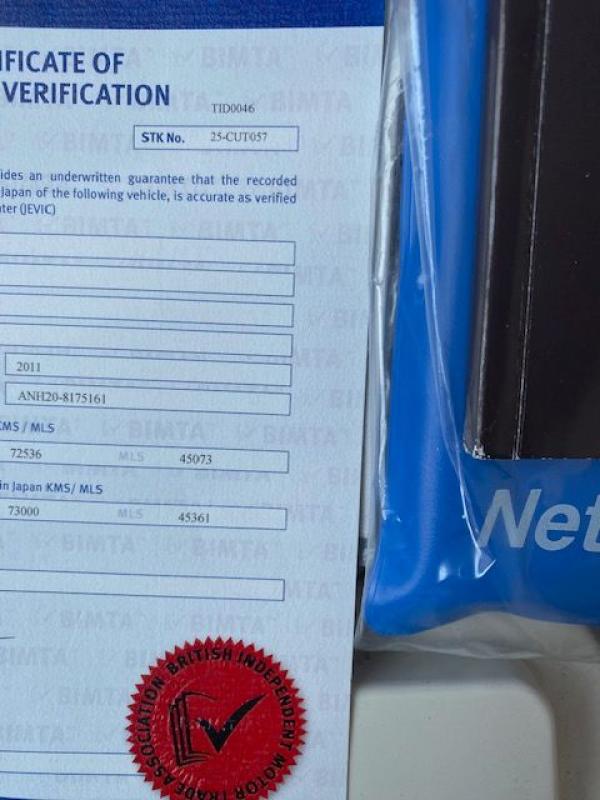 IFICATE OF
VERIFICATION
TID0046
STK No. 25-CUT057
ides an underwritten guarantee that the recorded
Japan of the following vehicle, is accurate as verified
ter (JEVIC)
2011
ANH20-8175161
KMS / MLS
72536 MLS 45073
in Japan KMS/ MLS
73000 MLS 45361
BRITISH INDEPENDENT MOTOR TRADE ASSOCIATION
Net
BIMTA